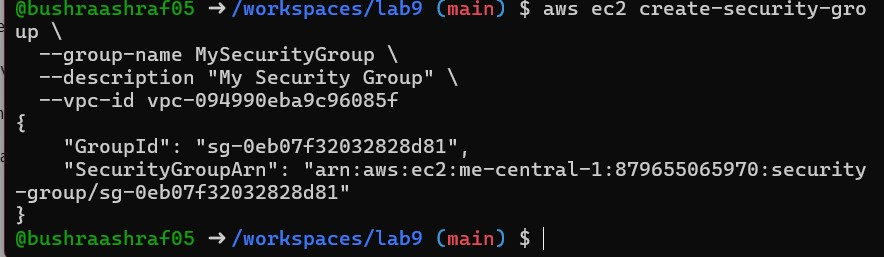 @bushraashraf05 ➜ /workspaces/lab9 (main) $ aws ec2 create-security-gro
up \
  --group-name MySecurityGroup \
  --description "My Security Group" \
  --vpc-id vpc-094990eba9c96085f
{
    "GroupId": "sg-0eb07f32032828d81",
    "SecurityGroupArn": "arn:aws:ec2:me-central-1:879655065970:security
-group/sg-0eb07f32032828d81"
}
@bushraashraf05 ➜ /workspaces/lab9 (main) $